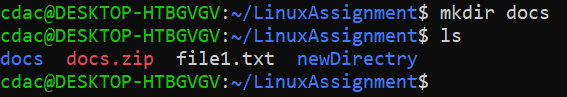 cdac@DESKTOP-HTBGVGV:~/LinuxAssignment$ mkdir docs
cdac@DESKTOP-HTBGVGV:~/LinuxAssignment$ ls
docs  docs.zip  file1.txt  newDirectry
cdac@DESKTOP-HTBGVGV:~/LinuxAssignment$